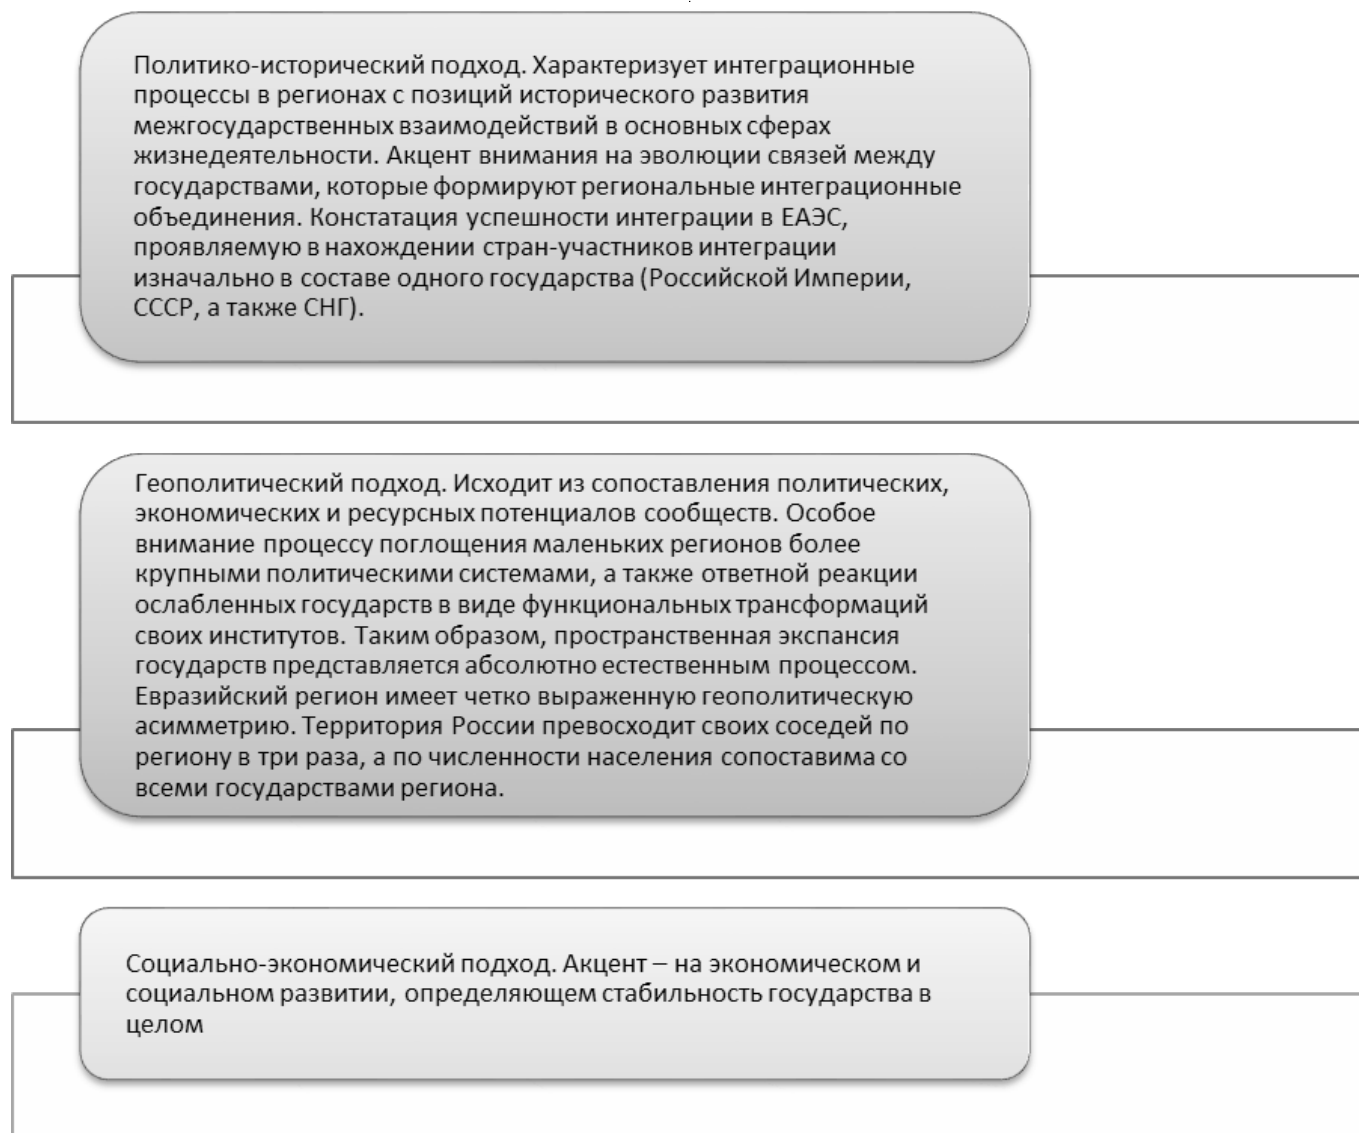 Политико-исторический подход. Характеризует интеграционные
процессы в регионах с позиций исторического развития
межгосударственных взаимодействий в основных сферах
жизнедеятельности. Акцент внимания на эволюции связей между
государствами, которые формируют региональные интеграционные
объединения. Констатация успешности интеграции в ЕАЭС,
проявляемую в нахождении стран-участников интеграции
изначально в составе одного государства (Российской Империи,
СССР, а также СНГ).
Геополитический подход. Исходит из сопоставления политических,
экономических и ресурсных потенциалов сообществ. Особое
внимание процессу поглощения маленьких регионов более
крупными политическими системами, а также ответной реакции
ослабленных государств в виде функциональных трансформаций
своих институтов. Таким образом, пространственная экспансия
государств представляется абсолютно естественным процессом.
Евразийский регион имеет четко выраженную геополитическую
асимметрию. Территория России превосходит своих соседей по
региону в три раза, а по численности населения сопоставима со
всеми государствами региона.
Социально-экономический подход. Акцент – на экономическом и
социальном развитии, определяющем стабильность государства в
целом